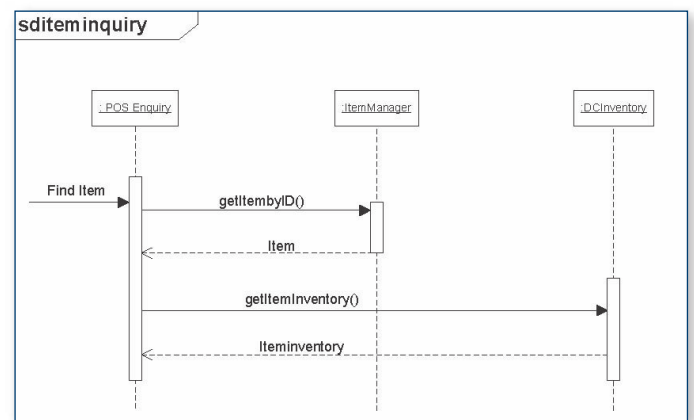 sditeminquiry
: POS Enquiry
:ItemManager
:DCInventory
Find Item
getItembyID()
Item
getItemInventory()
Iteminventory